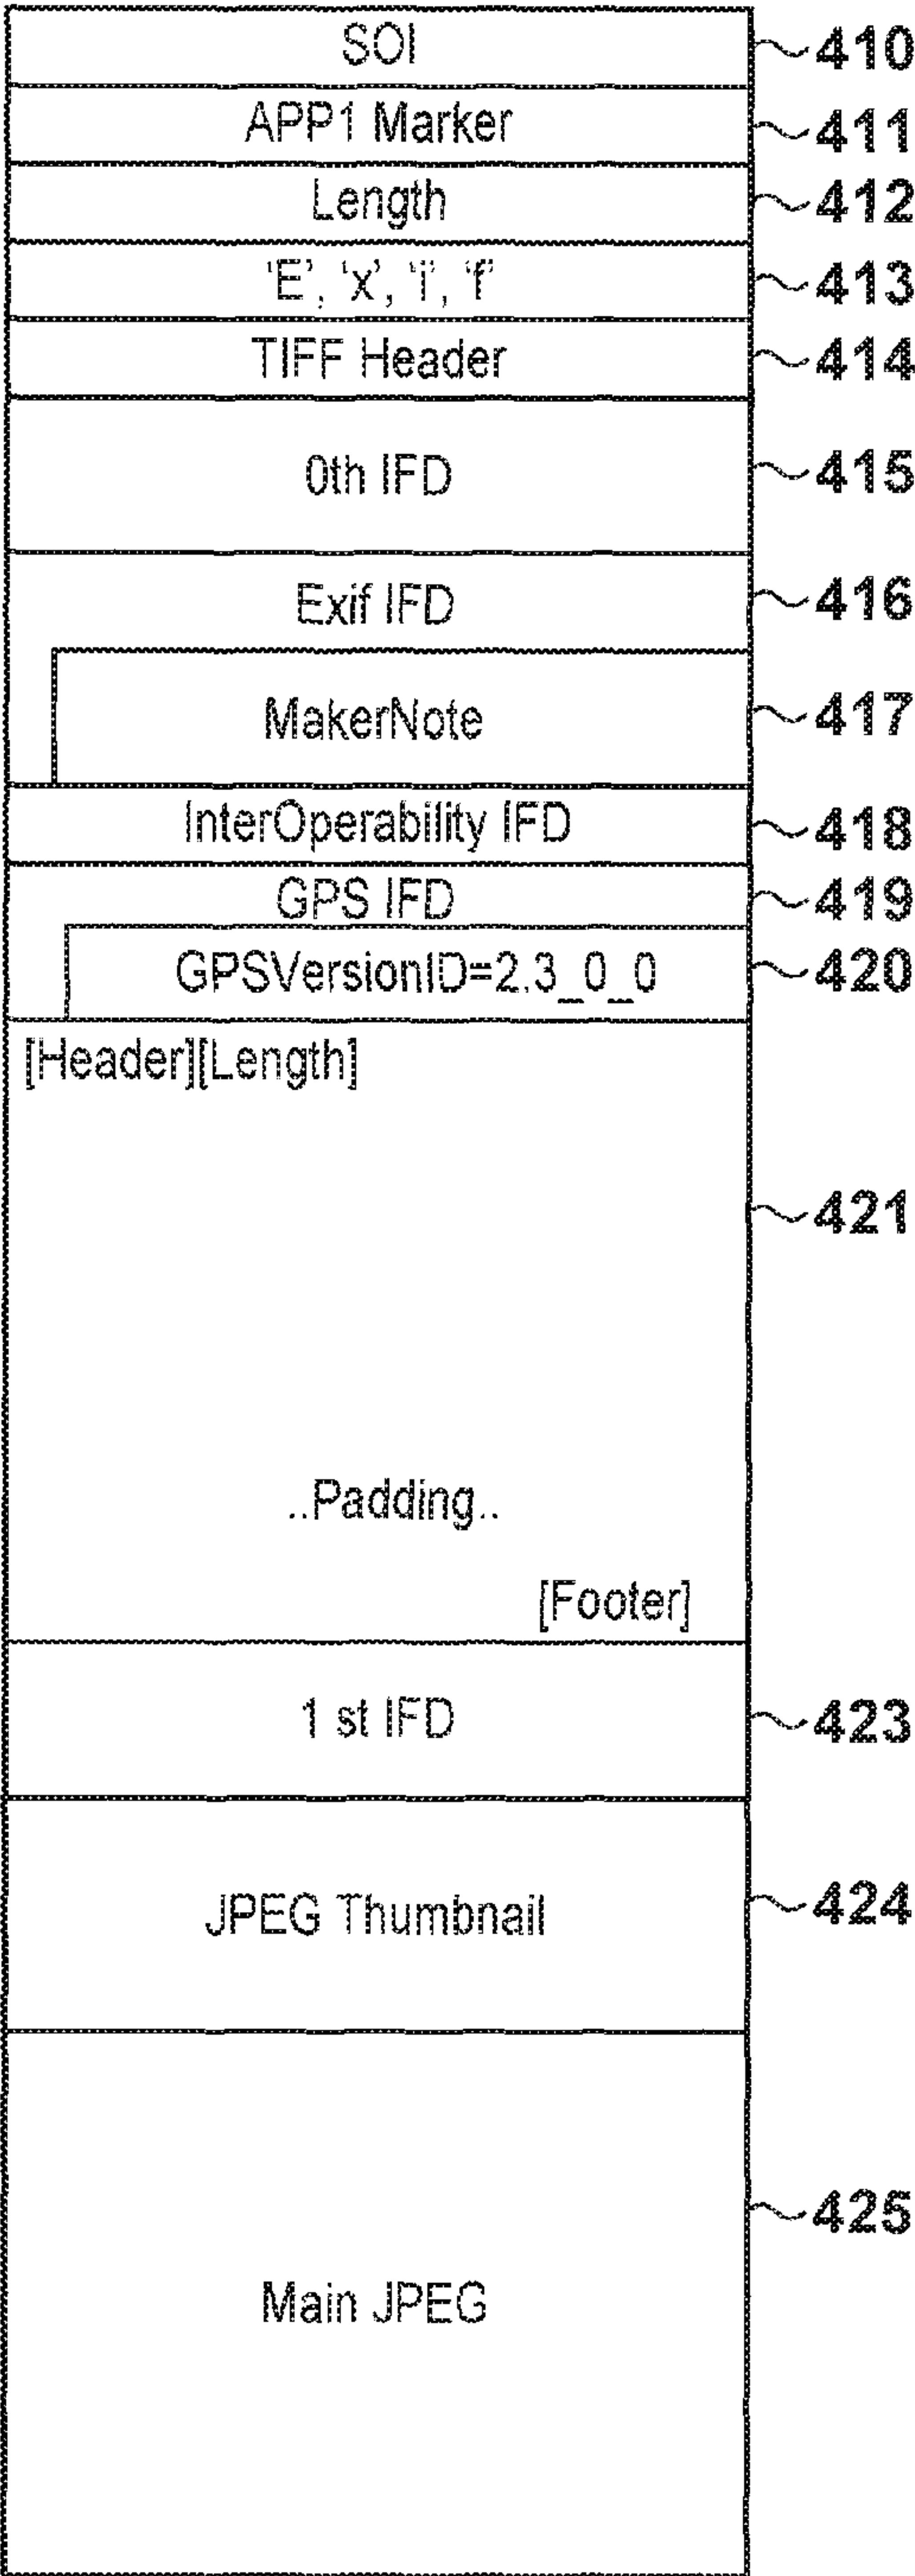 SOI 410
APP1 Marker 411
Length 412
'E', 'x', 'i', 'f' 413
TIFF Header 414
0th IFD 415
Exif IFD 416
MakerNote 417
InterOperability IFD 418
GPS IFD 419
GPSVersionID=2.3_0_0 420
[Header][Length]
421
..Padding..
[Footer]
1 st IFD 423
JPEG Thumbnail 424
425
Main JPEG